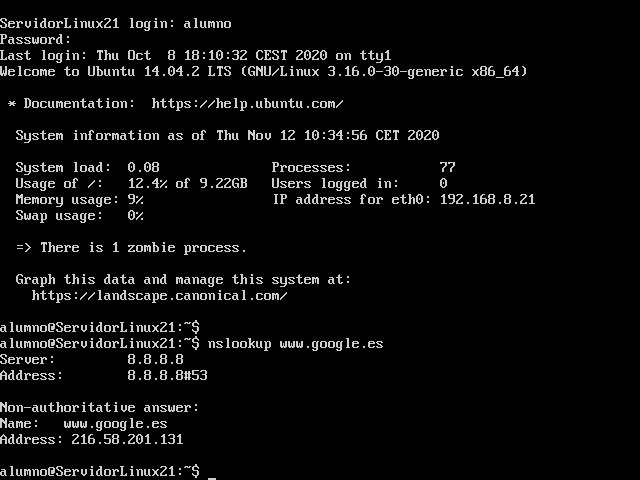 ServidorLinux21 login: alumno
Password:
Last login: Thu Oct  8 18:10:32 CEST 2020 on tty1
Welcome to Ubuntu 14.04.2 LTS (GNU/Linux 3.16.0-30-generic x86_64)
* Documentation:  https://help.ubuntu.com/
System information as of Thu Nov 12 10:34:56 CET 2020
System load:  0.08              Processes:           77
Usage of /:   12.4% of 9.22GB   Users logged in:     0
Memory usage: 9%                IP address for eth0: 192.168.8.21
Swap usage:   0%
=> There is 1 zombie process.
Graph this data and manage this system at:
https://landscape.canonical.com/
alumno@ServidorLinux21:~$
alumno@ServidorLinux21:~$ nslookup www.google.es
Server:         8.8.8.8
Address:        8.8.8.8#53
Non-authoritative answer:
Name:   www.google.es
Address: 216.58.201.131
alumno@ServidorLinux21:~$ _